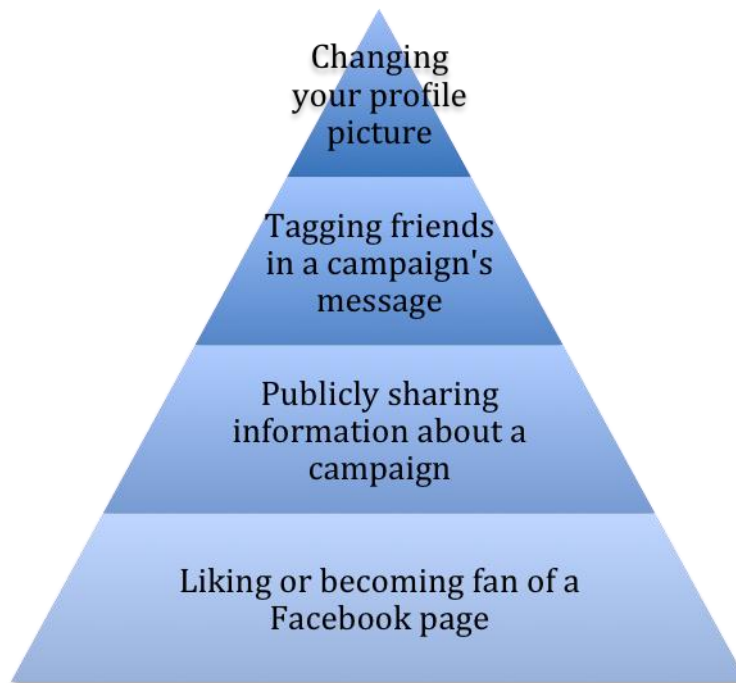 Changing
your profile
picture
Tagging friends
in a campaign's
message
Publicly sharing
information about a
campaign
Liking or becoming fan of a
Facebook page